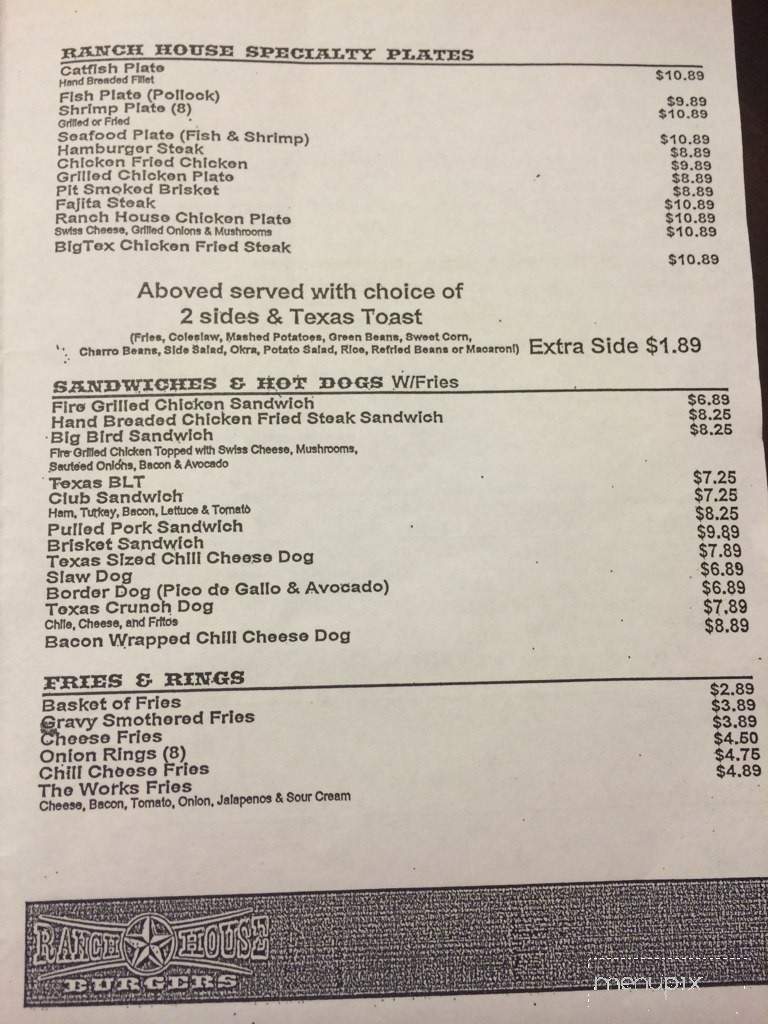 RANCH HOUSE SPECIALTY PLATES
Catfish Plate $10.89
Hand Breaded Fillet
Fish Plate (Pollook) $9.89
Shrimp Plate (8) $10.89
Grilled or Fried
Seafood Plate (Fish & Shrimp) $10.89
Hamburger Steak $8.89
Chicken Fried Chicken $9.89
Grilled Chicken Plate $8.89
Pit Smoked Brisket $8.89
Fajita Steak $10.89
Ranch House Chicken Plate $10.89
Swiss Cheese, Grilled Onions & Mushrooms $10.89
BigTex Chicken Fried Steak $10.89
Aboved served with choice of
2 sides & Texas Toast
(Fries, Coleslaw, Mashed Potatoes, Green Beans, Sweet Corn,
Charro Beans, Side Salad, Okra, Potato Salad, Rice, Refried Beans or Macaroni) Extra Side $1.89
SANDWICHES & HOT DOGS W/Fries
Fire Grilled Chicken Sandwich $6.89
Hand Breaded Chicken Fried Steak Sandwich $8.25
Big Bird Sandwich $8.25
Fire Grilled Chicken Topped with Swiss Cheese, Mushrooms,
Sauteed Onions, Bacon & Avocado
Texas BLT $7.25
Club Sandwich $7.25
Ham, Turkey, Bacon, Lettuce & Tomato $8.25
Pulled Pork Sandwich $9.89
Brisket Sandwich $7.89
Texas Sized Chili Cheese Dog $6.89
Slaw Dog
Border Dog (Pico de Gallo & Avocado) $6.89
Texas Crunch Dog $7.89
Chile, Cheese, and Fritos $8.89
Bacon Wrapped Chili Cheese Dog
FRIES & RINGS
Basket of Fries $2.89
Gravy Smothered Fries $3.89
Cheese Fries $3.89
Onion Rings (8) $4.50
Chili Cheese Fries $4.75
The Works Fries $4.89
Cheese, Bacon, Tomato, Onion, Jalapenos & Sour Cream
RANCH HOUSE
BURGERS
menupix